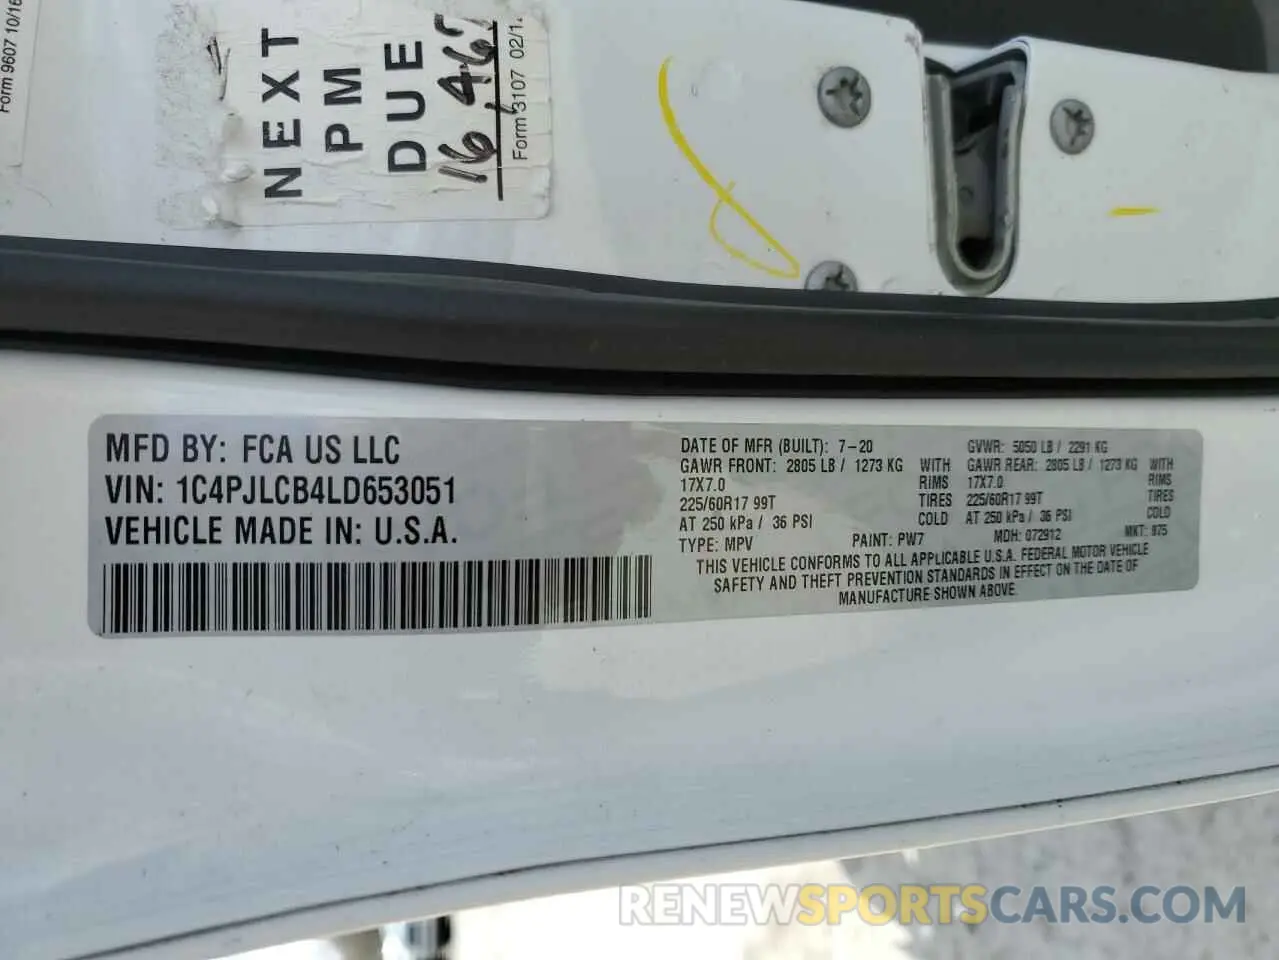 Form 9607 10/16
NEXT
PM
DUE
16,467
Form 3107 02/1
MFD BY: FCA US LLC
VIN: 1C4PJLCB4LD653051
VEHICLE MADE IN: U.S.A.
DATE OF MFR (BUILT): 7-20 GVWR: 5050 LB / 2291 KG
GAWR FRONT: 2805 LB / 1273 KG WITH GAWR REAR: 2805 LB / 1273 KG WITH
17X7.0 RIMS 17X7.0 RIMS
225/60R17 99T TIRES 225/60R17 99T TIRES
AT 250 kPa / 36 PSI COLD AT 250 kPa / 36 PSI COLD
TYPE: MPV PAINT: PW7 MDH: 072912 MKT: 975
THIS VEHICLE CONFORMS TO ALL APPLICABLE U.S.A. FEDERAL MOTOR VEHICLE
SAFETY AND THEFT PREVENTION STANDARDS IN EFFECT ON THE DATE OF
MANUFACTURE SHOWN ABOVE.
RENEWSPORTSCARS.COM